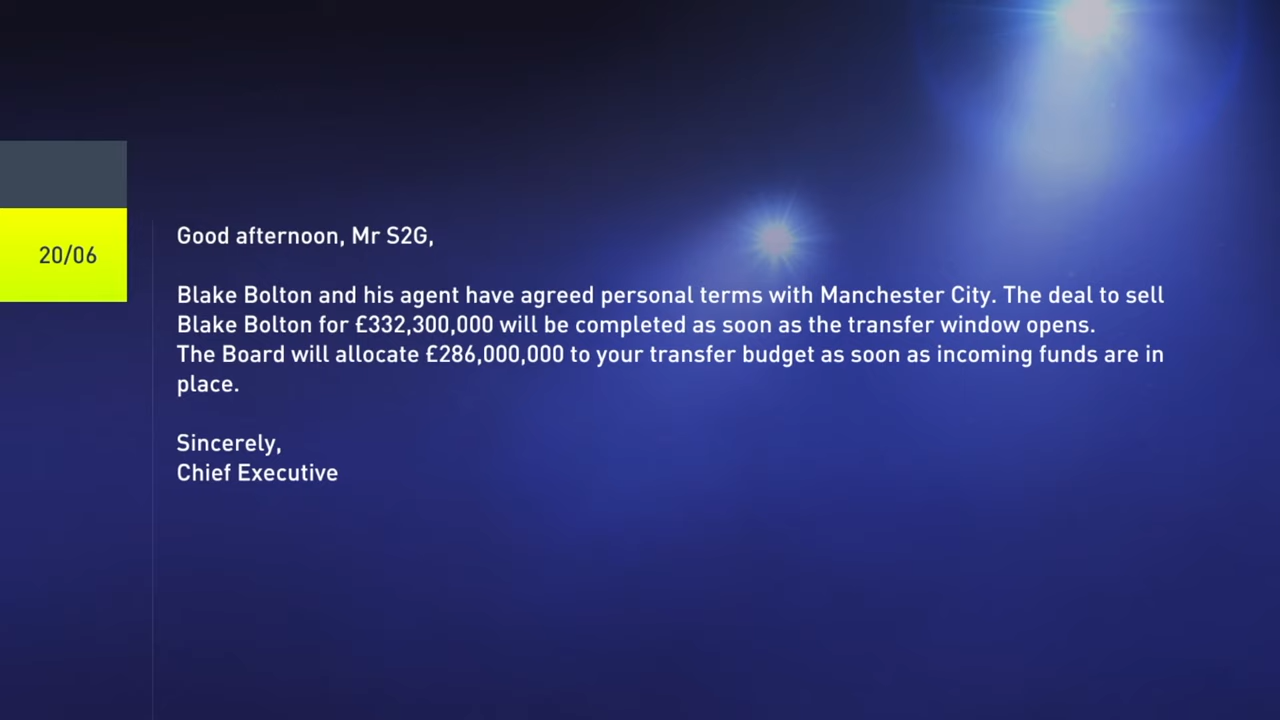 20/06
Good afternoon, Mr S2G,
Blake Bolton and his agent have agreed personal terms with Manchester City. The deal to sell
Blake Bolton for £332,300,000 will be completed as soon as the transfer window opens.
The Board will allocate £286,000,000 to your transfer budget as soon as incoming funds are in
place.
Sincerely,
Chief Executive